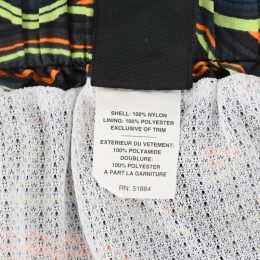 SHELL: 100% NYLON
LINING: 100% POLYESTER
EXCLUSIVE OF TRIM
EXTERIEUR DU VETEMENT:
100% POLYAMIDE
DOUBLURE:
100% POLYESTER
A PART LA GARNITURE
RN: 51884